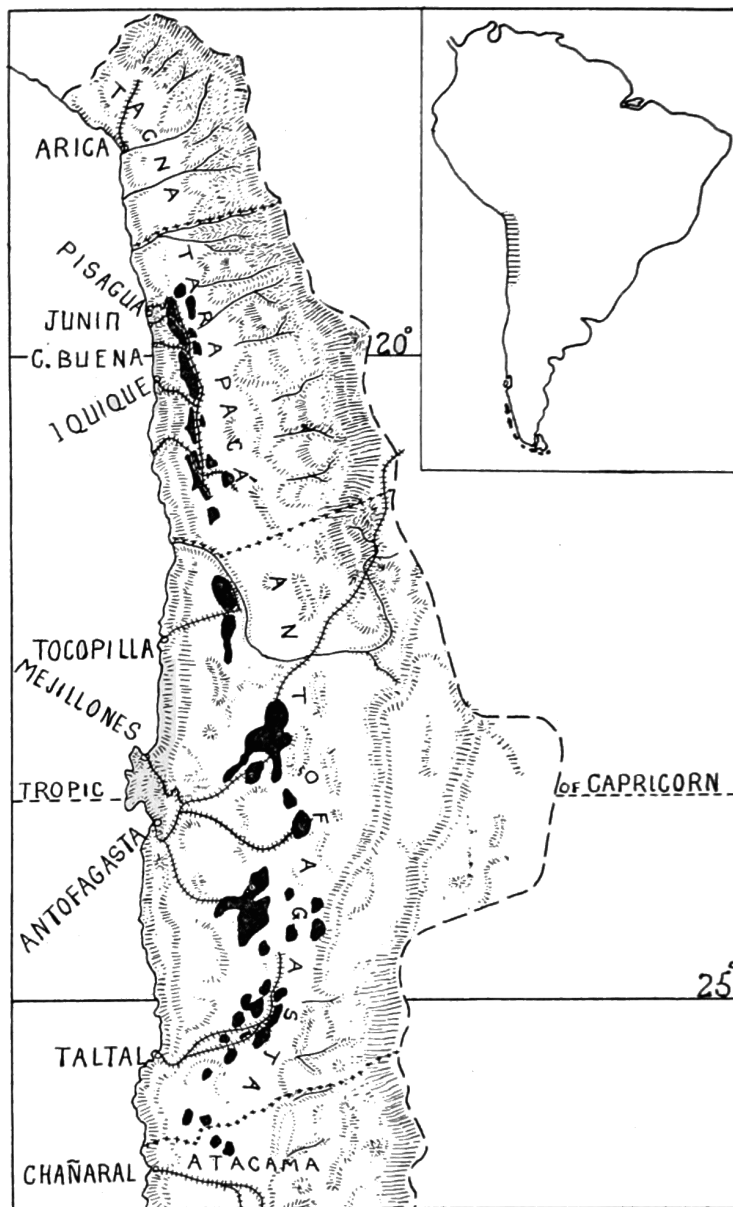 TACNA
ARICA
TARAPACA
PISAGUA
JUNIN
C. BUENA
20°
IQUIQUE
ANTOFAGASTA
TOCOPILLA
MEJILLONES
TROPIC
OF CAPRICORN
ANTOFAGASTA
25°
TALTAL
ATACAMA
CHAÑARAL